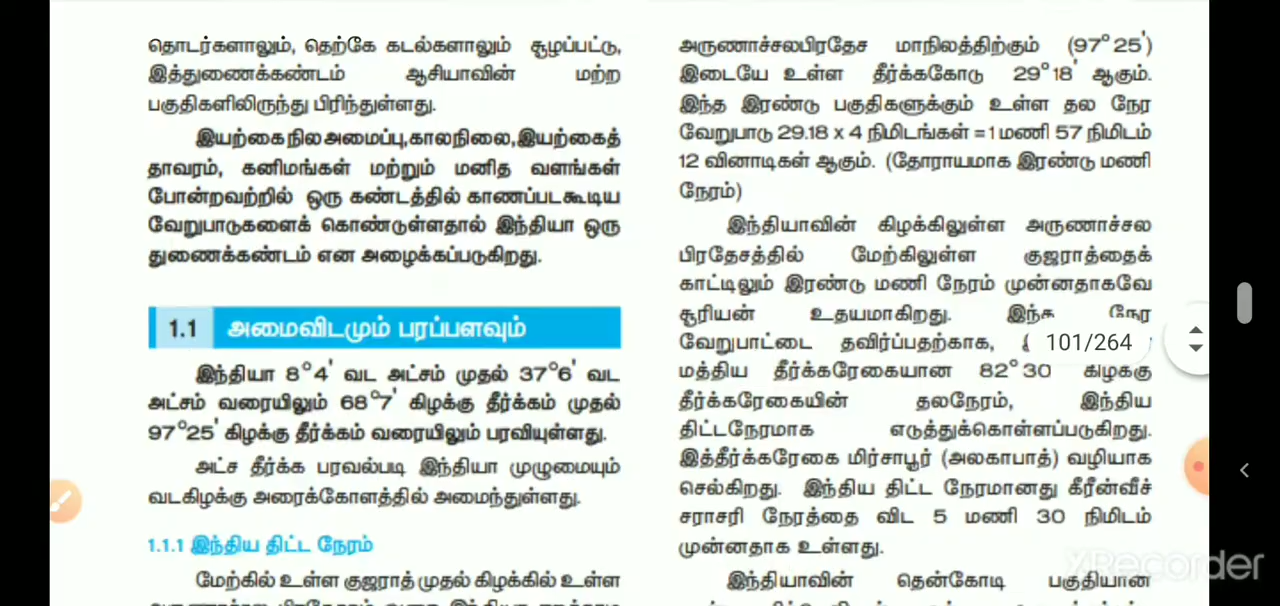 தொடர்களாலும், தெற்கே கடல்களாலும் சூழப்பட்டு,
இத்துணைக்கண்டம் ஆசியாவின் மற்ற
பகுதிகளிலிருந்து பிரிந்துள்ளது.
இயற்கை நில அமைப்பு, கால நிலை, இயற்கைத்
தாவரம், கனிமங்கள் மற்றும் மனித வளங்கள்
போன்றவற்றில் ஒரு கண்டத்தில் காணப்படகூடிய
வேறுபாடுகளைக் கொண்டுள்ளதால் இந்தியா ஒரு
துணைக்கண்டம் என அழைக்கப்படுகிறது.
1.1 அமைவிடமும் பரப்பளவும்
இந்தியா 8°4' வட அட்சம் முதல் 37°6' வட
அட்சம் வரையிலும் 68°7' கிழக்கு தீர்க்கம் முதல்
97°25' கிழக்கு தீர்க்கம் வரையிலும் பரவியுள்ளது.
அட்ச தீர்க்க பரவல்படி இந்தியா முழுமையும்
வடகிழக்கு அரைக்கோளத்தில் அமைந்துள்ளது.
1.1.1 இந்திய திட்ட நேரம்
மேற்கில் உள்ள குஜராத் முதல் கிழக்கில் உள்ள
அருணாச்சலபிரதேச மாநிலத்திற்கும் (97°25')
இடையே உள்ள தீர்க்ககோடு 29°18' ஆகும்.
இந்த இரண்டு பகுதிகளுக்கும் உள்ள தல நேர
வேறுபாடு 29.18 x 4 நிமிடங்கள் = 1 மணி 57 நிமிடம்
12 வினாடிகள் ஆகும். (தோராயமாக இரண்டு மணி
நேரம்)
இந்தியாவின் கிழக்கிலுள்ள அருணாச்சல
பிரதேசத்தில் மேற்கிலுள்ள குஜராத்தைக்
காட்டிலும் இரண்டு மணி நேரம் முன்னதாகவே
சூரியன் உதயமாகிறது. இந்த நேர
வேறுபாட்டை தவிர்ப்பதற்காக,
101/264
மத்திய தீர்க்கரேகையான 82°30 கிழக்கு
தீர்க்கரேகையின் தலநேரம், இந்திய
திட்டநேரமாக எடுத்துக்கொள்ளப்படுகிறது.
இத்தீர்க்கரேகை மிர்சாபூர் (அலகாபாத்) வழியாக
செல்கிறது. இந்திய திட்ட நேரமானது கிரீன்வீச்
சராசரி நேரத்தை விட 5 மணி 30 நிமிடம்
முன்னதாக உள்ளது.
இந்தியாவின் தென்கோடி பகுதியான
XRecorder